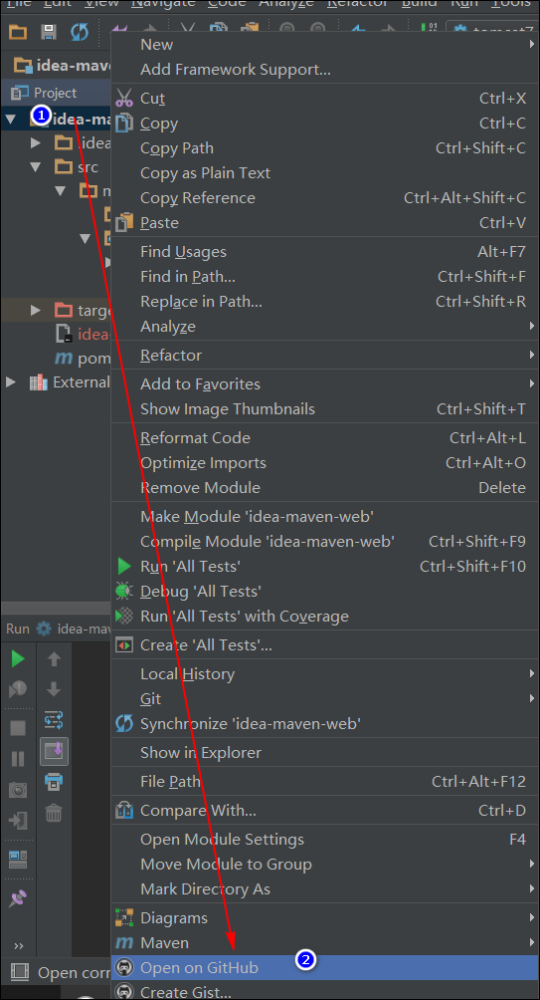 File Edit View Navigate Code Analyze Refactor Build Run Tools
tomcat7
idea-mav
Project
1
idea-ma
.idea
src
m
targe
idea-
m pom
External
New
Add Framework Support...
Cut Ctrl+X
Copy Ctrl+C
Copy Path Ctrl+Shift+C
Copy as Plain Text
Copy Reference Ctrl+Alt+Shift+C
Paste Ctrl+V
Find Usages Alt+F7
Find in Path... Ctrl+Shift+F
Replace in Path... Ctrl+Shift+R
Analyze
Refactor
Add to Favorites
Show Image Thumbnails Ctrl+Shift+T
Reformat Code Ctrl+Alt+L
Optimize Imports Ctrl+Alt+O
Remove Module Delete
Make Module 'idea-maven-web'
Compile Module 'idea-maven-web' Ctrl+Shift+F9
Run 'All Tests' Ctrl+Shift+F10
Debug 'All Tests'
Run 'All Tests' with Coverage
Create 'All Tests'...
Local History
Git
Synchronize 'idea-maven-web'
Show in Explorer
File Path Ctrl+Alt+F12
Compare With... Ctrl+D
Open Module Settings F4
Move Module to Group
Mark Directory As
Diagrams
m Maven
Open on GitHub 2
Create Gist...
Run idea-mav
»
Open corr